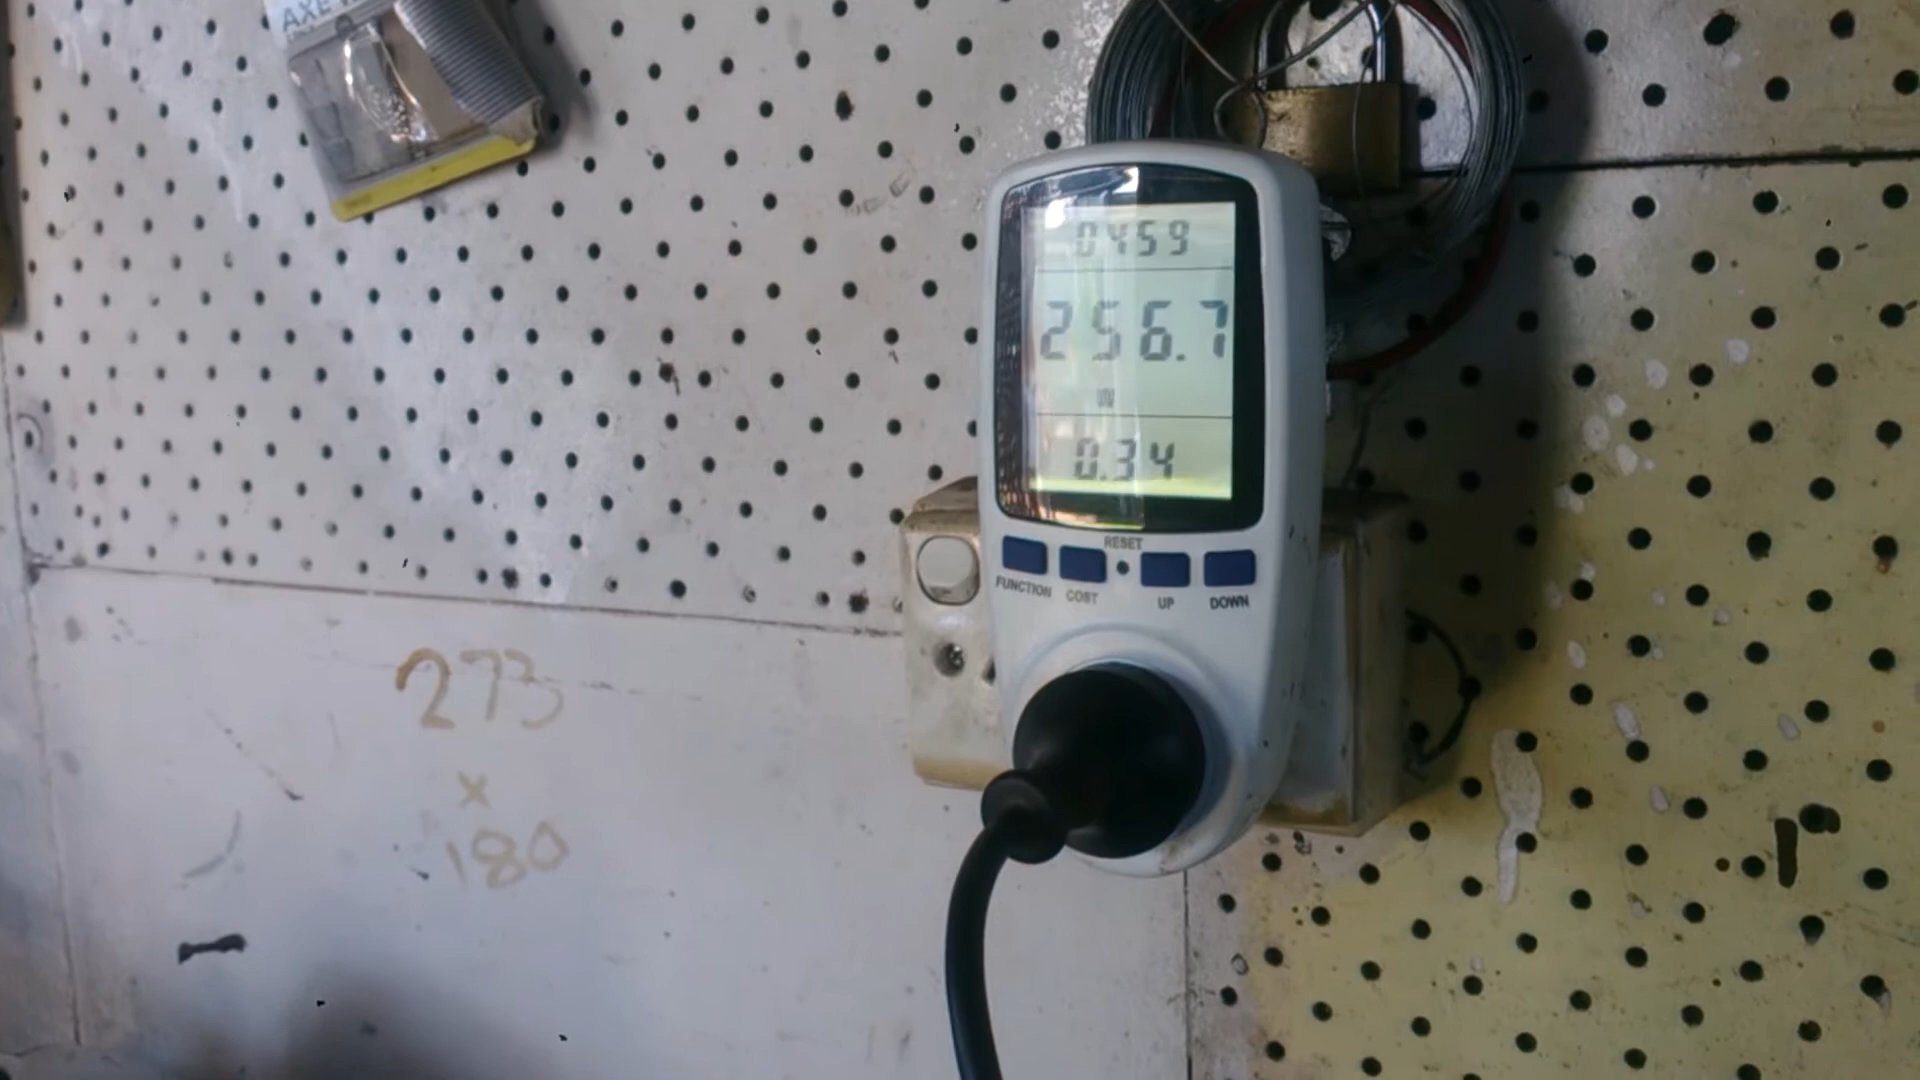 AXE
0459
256.7
W
0.34
RESET
FUNCTION COST UP DOWN
273
x
180